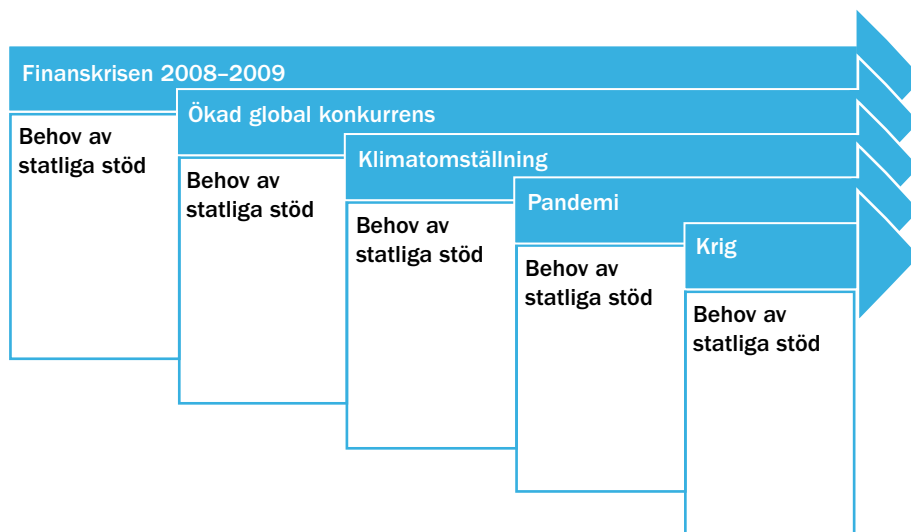 Finanskrisen 2008–2009
Behov av
statliga stöd
Ökad global konkurrens
Behov av
statliga stöd
Klimatomställning
Behov av
statliga stöd
Pandemi
Behov av
statliga stöd
Krig
Behov av
statliga stöd